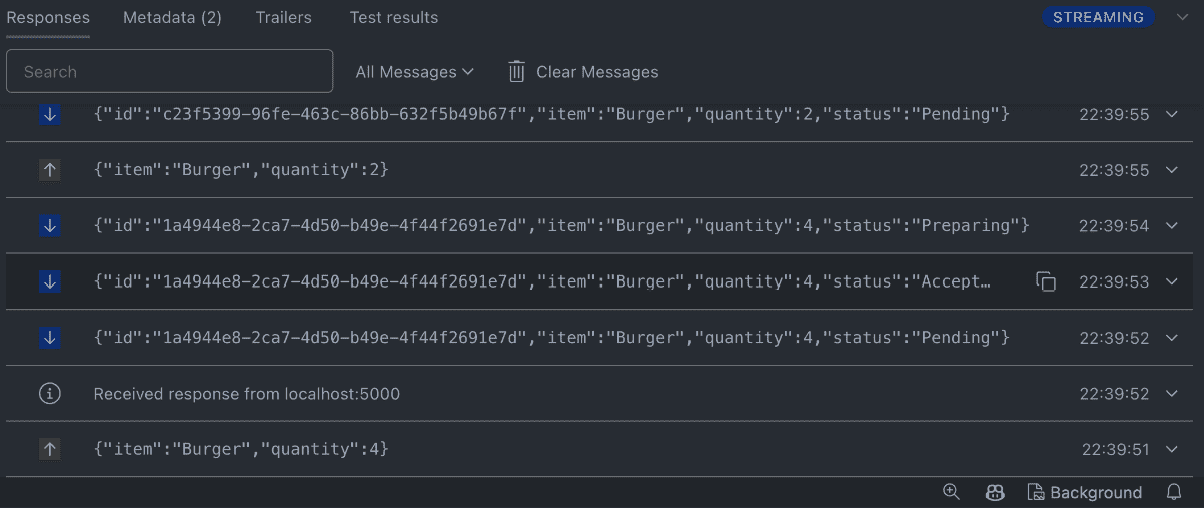 Responses Metadata (2) Trailers Test results STREAMING
Search All Messages Clear Messages
{"id":"c23f5399-96fe-463c-86bb-632f5b49b67f","item":"Burger","quantity":2,"status":"Pending"} 22:39:55
{"item":"Burger","quantity":2} 22:39:55
{"id":"1a4944e8-2ca7-4d50-b49e-4f44f2691e7d","item":"Burger","quantity":4,"status":"Preparing"} 22:39:54
{"id":"1a4944e8-2ca7-4d50-b49e-4f44f2691e7d","item":"Burger","quantity":4,"status":"Accept… 22:39:53
{"id":"1a4944e8-2ca7-4d50-b49e-4f44f2691e7d","item":"Burger","quantity":4,"status":"Pending"} 22:39:52
Received response from localhost:5000 22:39:52
{"item":"Burger","quantity":4} 22:39:51
Background